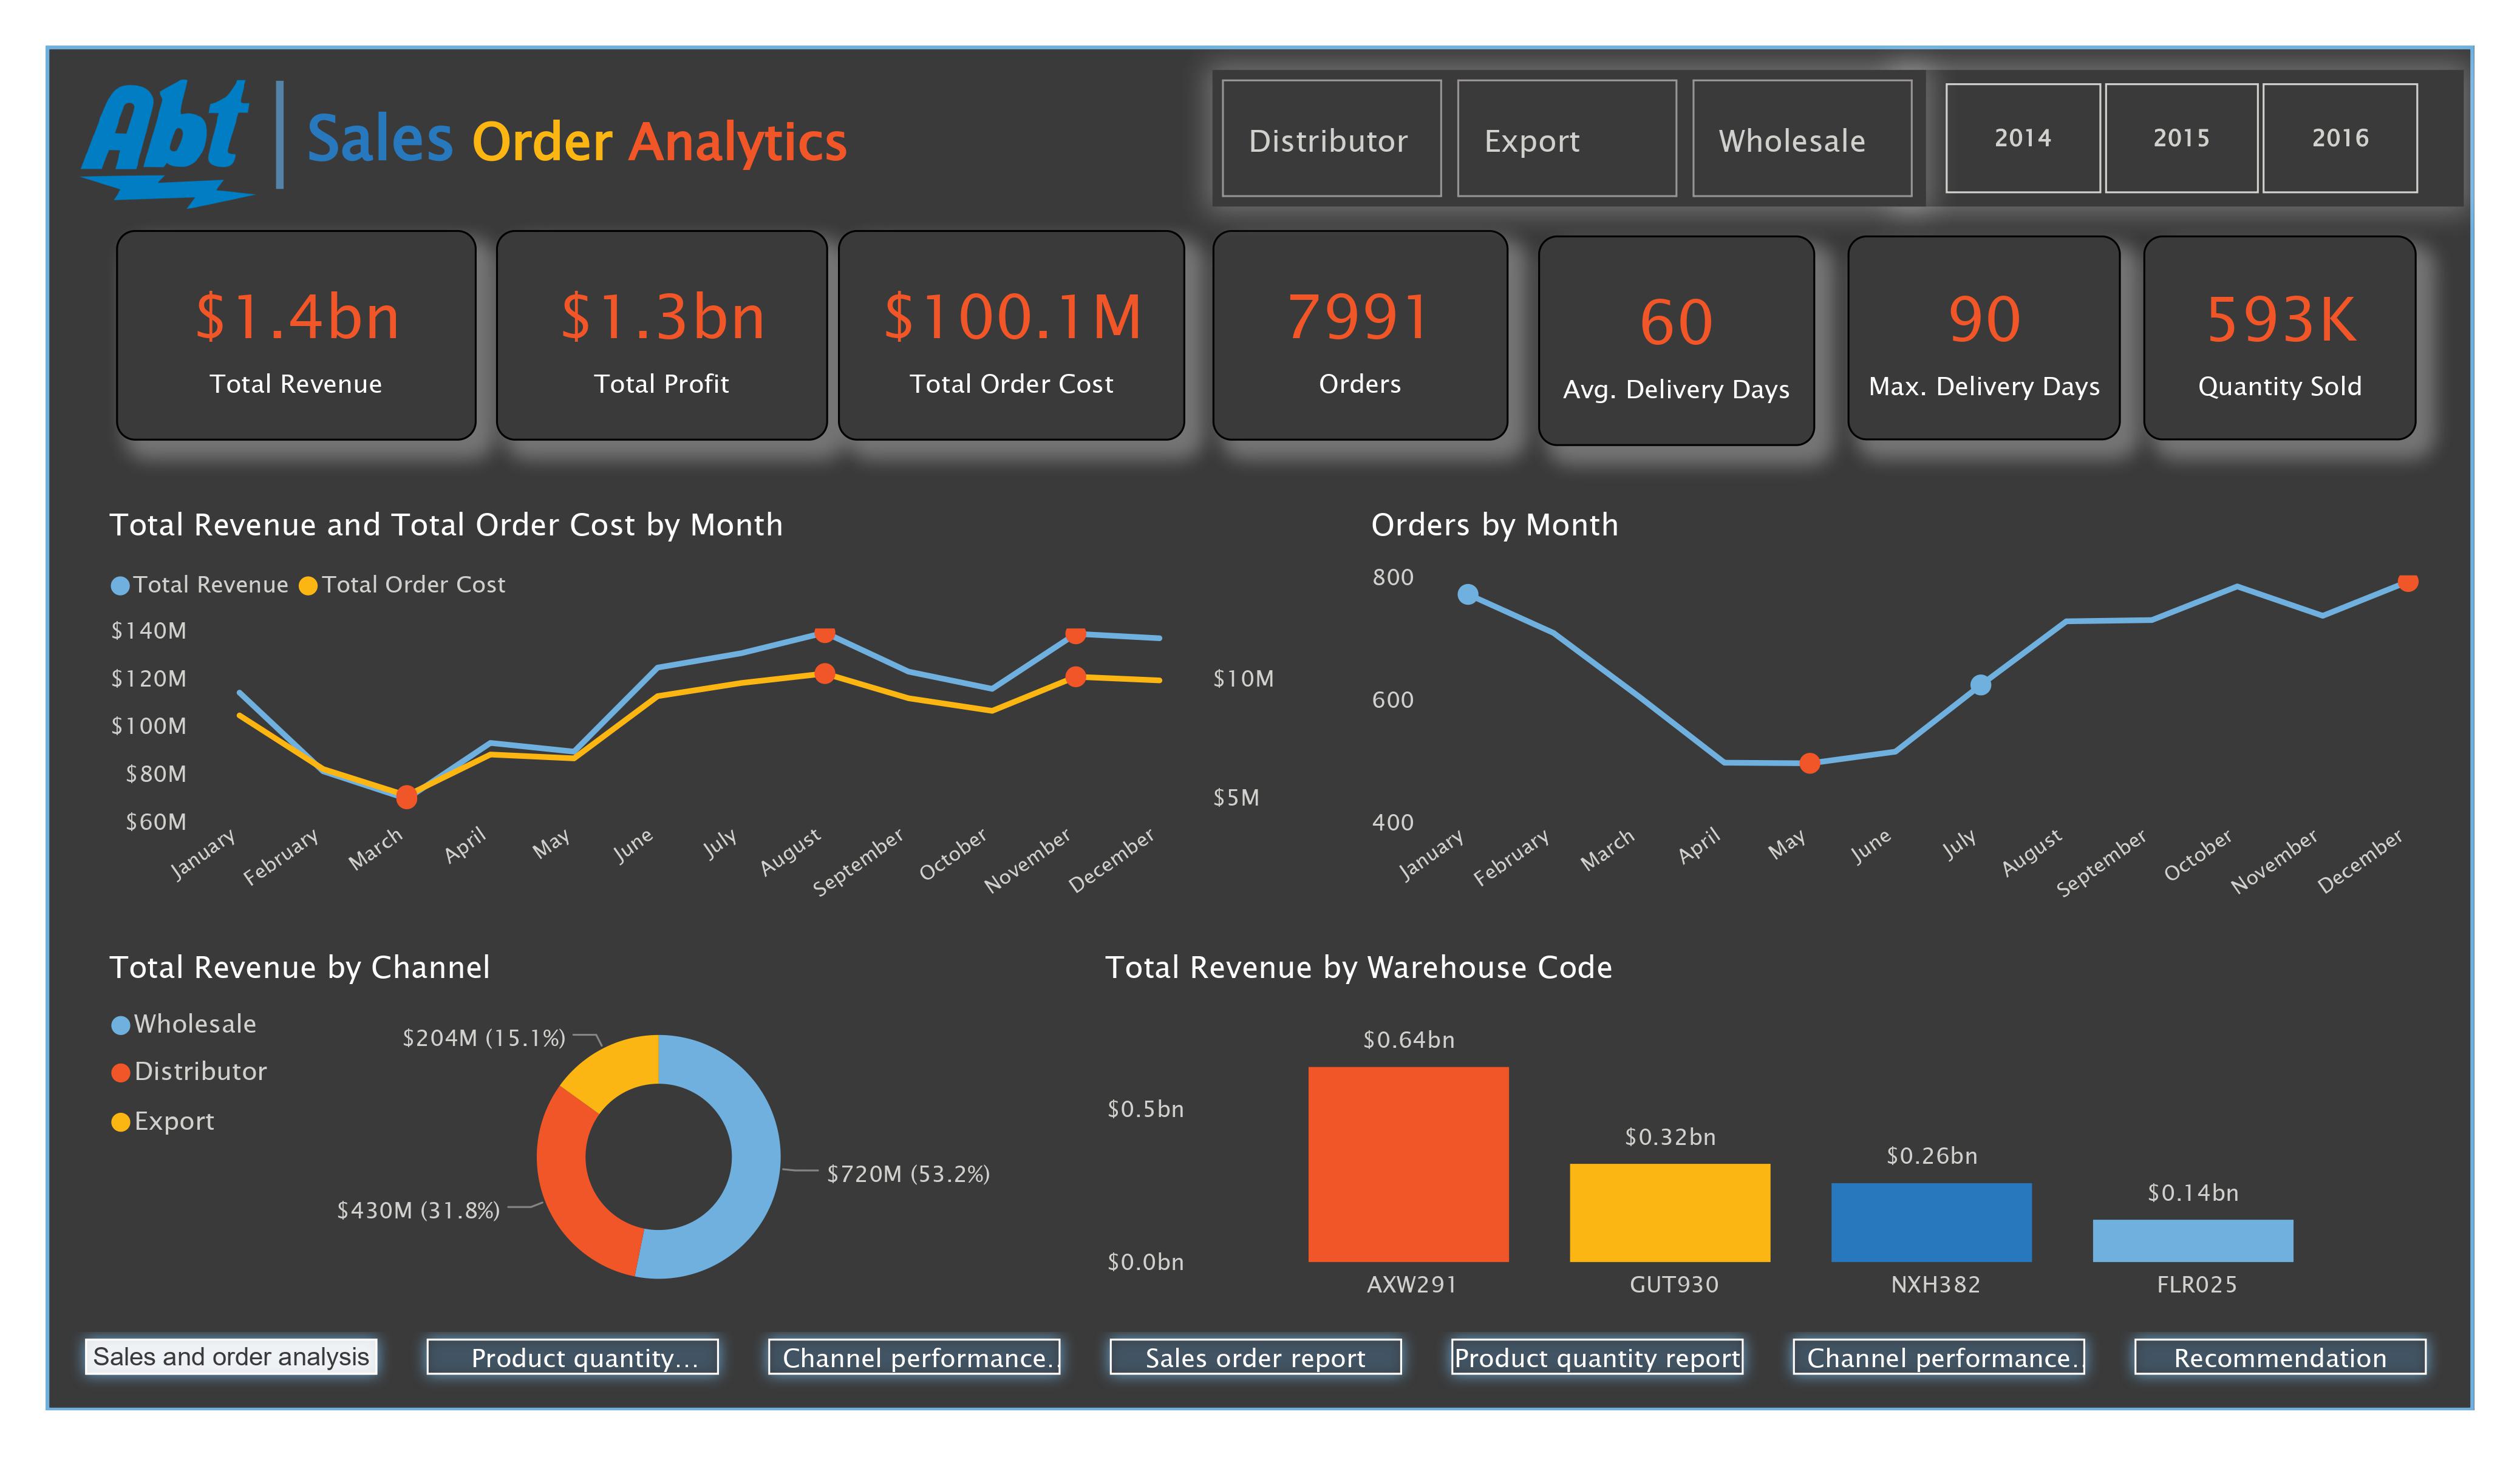 Abt
Sales Order Analytics
Distributor
Export
Wholesale
2014
2015
2016
$1.4bn
Total Revenue
$1.3bn
Total Profit
$100.1M
Total Order Cost
7991
Orders
60
Avg. Delivery Days
90
Max. Delivery Days
593K
Quantity Sold
Total Revenue and Total Order Cost by Month
Total Revenue
Total Order Cost
$140M
$120M
$100M
$80M
$60M
$10M
$5M
January
February
March
April
May
June
July
August
September
October
November
December
Orders by Month
800
600
400
January
February
March
April
May
June
July
August
September
October
November
December
Total Revenue by Channel
Wholesale
Distributor
Export
$204M (15.1%)
$720M (53.2%)
$430M (31.8%)
Total Revenue by Warehouse Code
$0.5bn
$0.0bn
$0.64bn
$0.32bn
$0.26bn
$0.14bn
AXW291
GUT930
NXH382
FLR025
Sales and order analysis
Product quantity...
Channel performance..
Sales order report
Product quantity report
Channel performance..
Recommendation